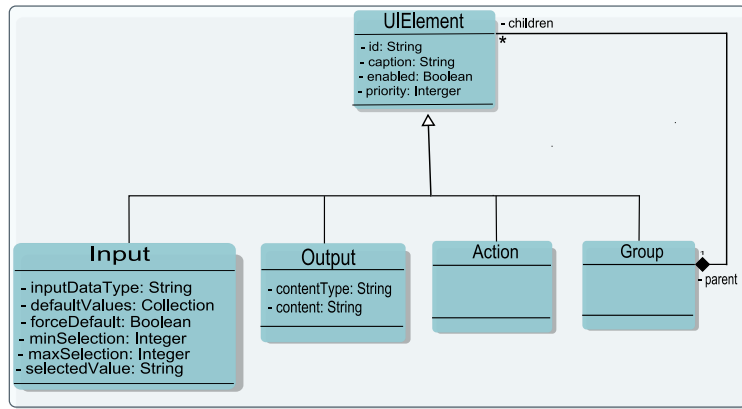 UIElement
- id: String
- caption: String
- enabled: Boolean
- priority: Interger
- children
*
Input
- inputDataType: String
- defaultValues: Collection
- forceDefault: Boolean
- minSelection: Integer
- maxSelection: Integer
- selectedValue: String
Output
- contentType: String
- content: String
Action
Group
1
- parent